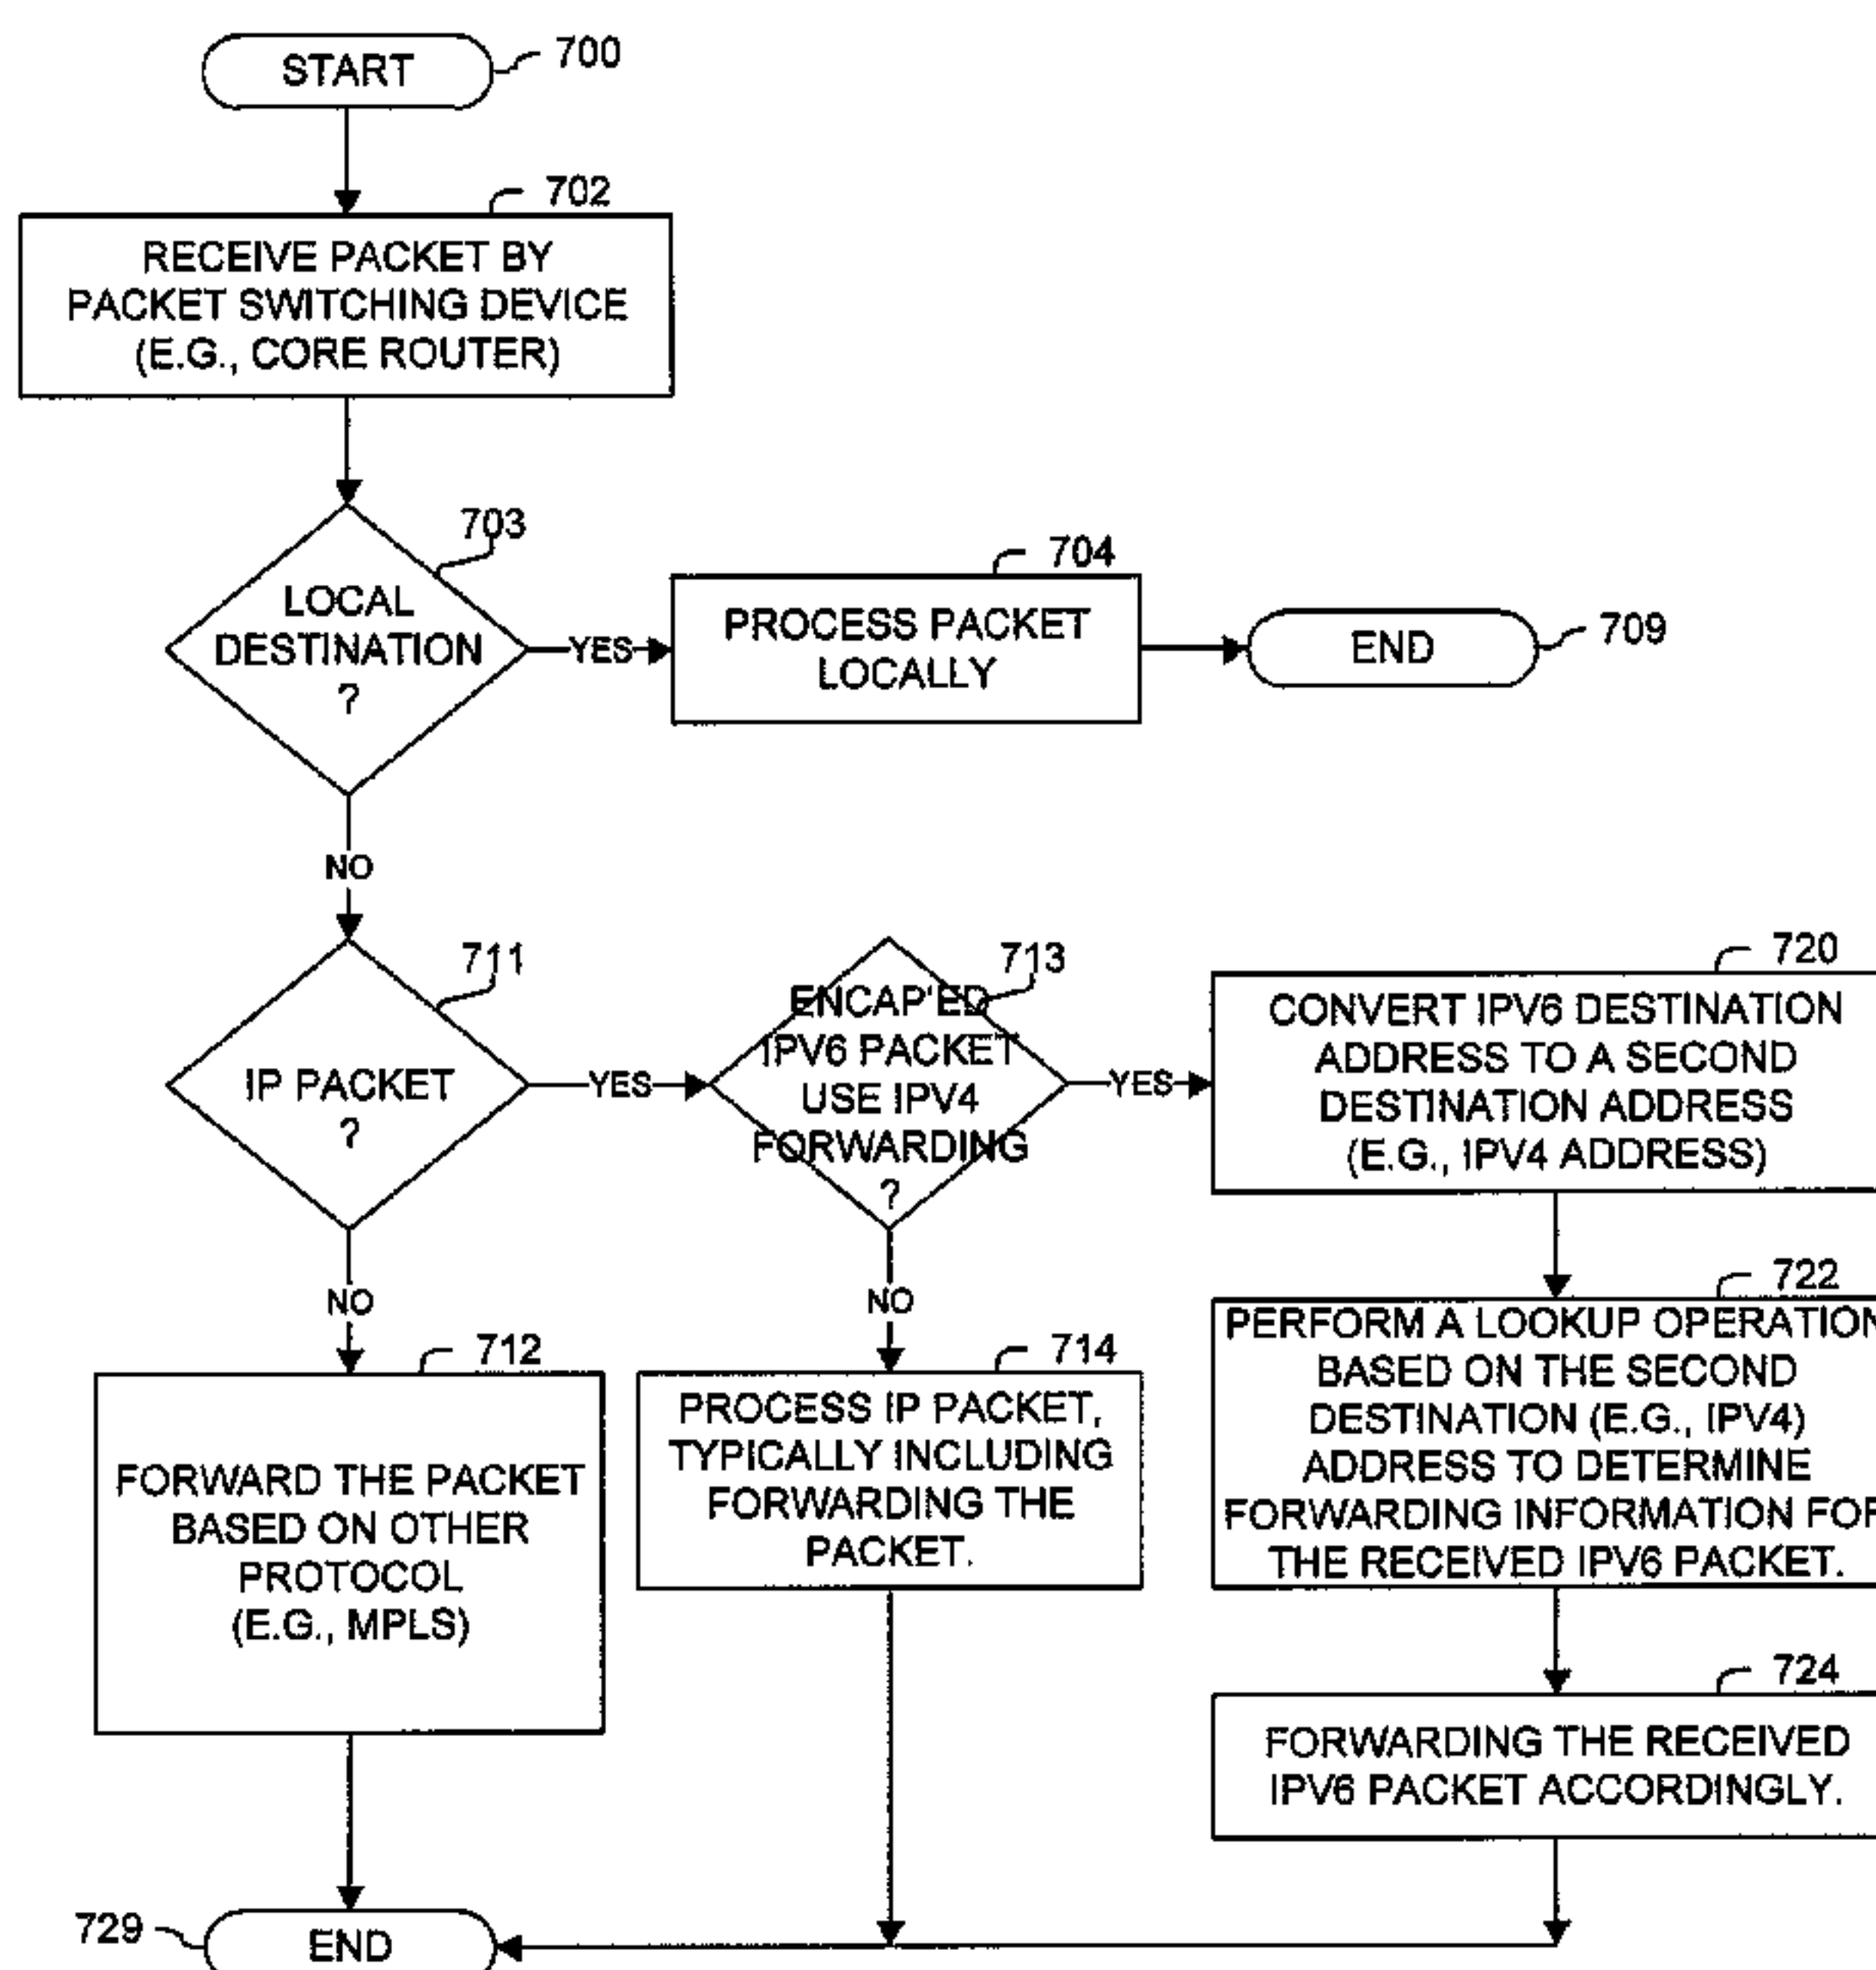 START
700
702
RECEIVE PACKET BY
PACKET SWITCHING DEVICE
(E.G., CORE ROUTER)
703
LOCAL
DESTINATION
?
YES
704
PROCESS PACKET
LOCALLY
END
709
NO
711
IP PACKET
?
YES
713
ENCAP'ED
IPV6 PACKET
USE IPV4
FORWARDING
?
YES
720
CONVERT IPV6 DESTINATION
ADDRESS TO A SECOND
DESTINATION ADDRESS
(E.G., IPV4 ADDRESS)
NO
712
FORWARD THE PACKET
BASED ON OTHER
PROTOCOL
(E.G., MPLS)
NO
714
PROCESS IP PACKET,
TYPICALLY INCLUDING
FORWARDING THE
PACKET.
722
PERFORM A LOOKUP OPERATION
BASED ON THE SECOND
DESTINATION (E.G., IPV4)
ADDRESS TO DETERMINE
FORWARDING INFORMATION FOR
THE RECEIVED IPV6 PACKET.
724
FORWARDING THE RECEIVED
IPV6 PACKET ACCORDINGLY.
729
END